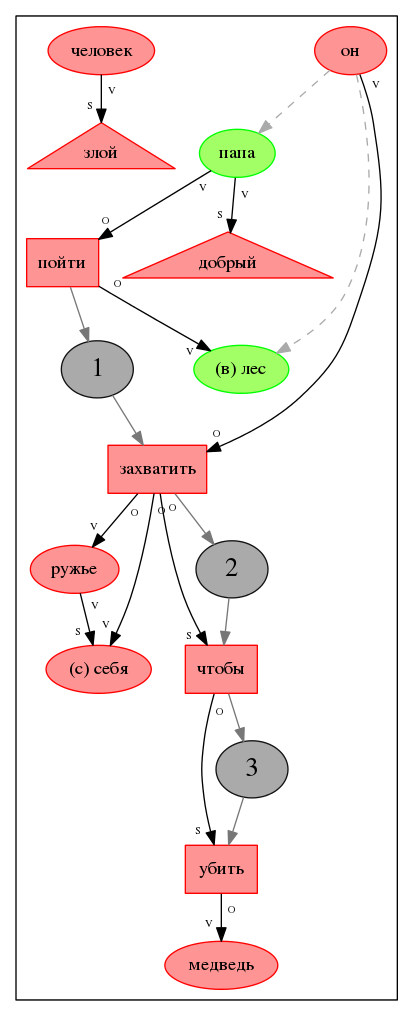 человек
он
v
s
v
злой
папа
v
v
o
s
пойти
добрый
o
v
1
(в) лес
o
захватить
o
o
o
v
ружье
2
v
s
v
s
(с) себя
чтобы
o
3
s
убить
o
v
медведь